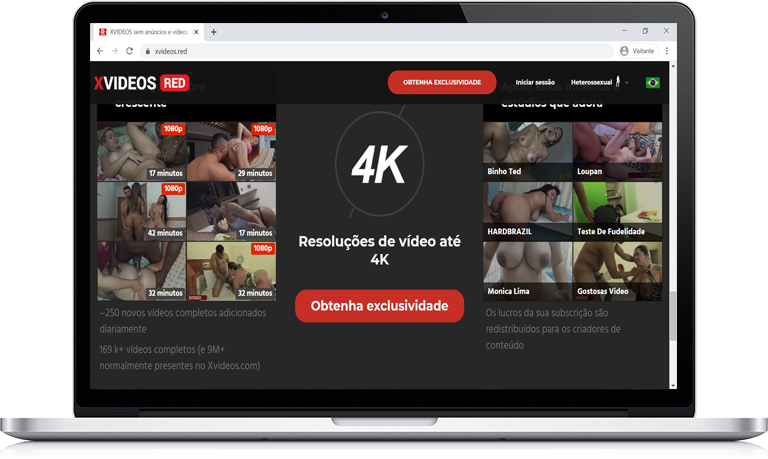 XVIDEOS sem anúncios e vídeos
xvisdeos.red
Visitante
XVIDEOS RED
OBTENHA EXCLUSIVIDADE
Iniciar sessão
Heterossexual
crescente
estúdios que adora
1080p
17 minutos
1080p
29 minutos
1080p
42 minutos
17 minutos
32 minutos
1080p
32 minutos
4K
Resoluções de vídeo até
4K
Obtenha exclusividade
Binho Ted
Loupan
HARDBRAZIL
Teste De Fudelidade
Monica Lima
Gostosas Vídeo
~250 novos vídeos completos adicionados
diariamente
169 k+ vídeos completos (e 9M+
normalmente presentes no Xvideos.com)
Os lucros da sua subscrição são
redistribuídos para os criadores de
conteúdo